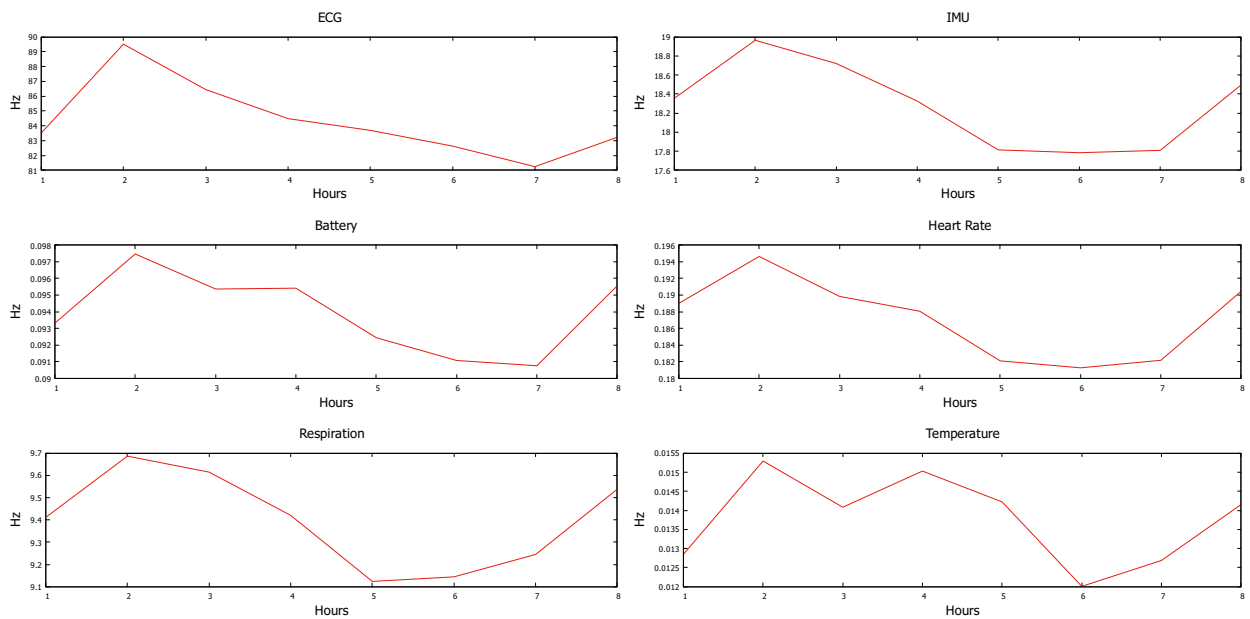 ECG
90
89
88
87
86
85
84
83
82
81
Hz
1 2 3 4 5 6 7 8
Hours
IMU
19
18.8
18.6
18.4
18.2
18
17.8
17.6
Hz
1 2 3 4 5 6 7 8
Hours
Battery
0.098
0.097
0.096
0.095
0.094
0.093
0.092
0.091
0.09
Hz
1 2 3 4 5 6 7 8
Hours
Heart Rate
0.196
0.194
0.192
0.19
0.188
0.186
0.184
0.182
0.18
Hz
1 2 3 4 5 6 7 8
Hours
Respiration
9.7
9.6
9.5
9.4
9.3
9.2
9.1
Hz
1 2 3 4 5 6 7 8
Hours
Temperature
0.0155
0.015
0.0145
0.014
0.0135
0.013
0.0125
0.012
Hz
1 2 3 4 5 6 7 8
Hours